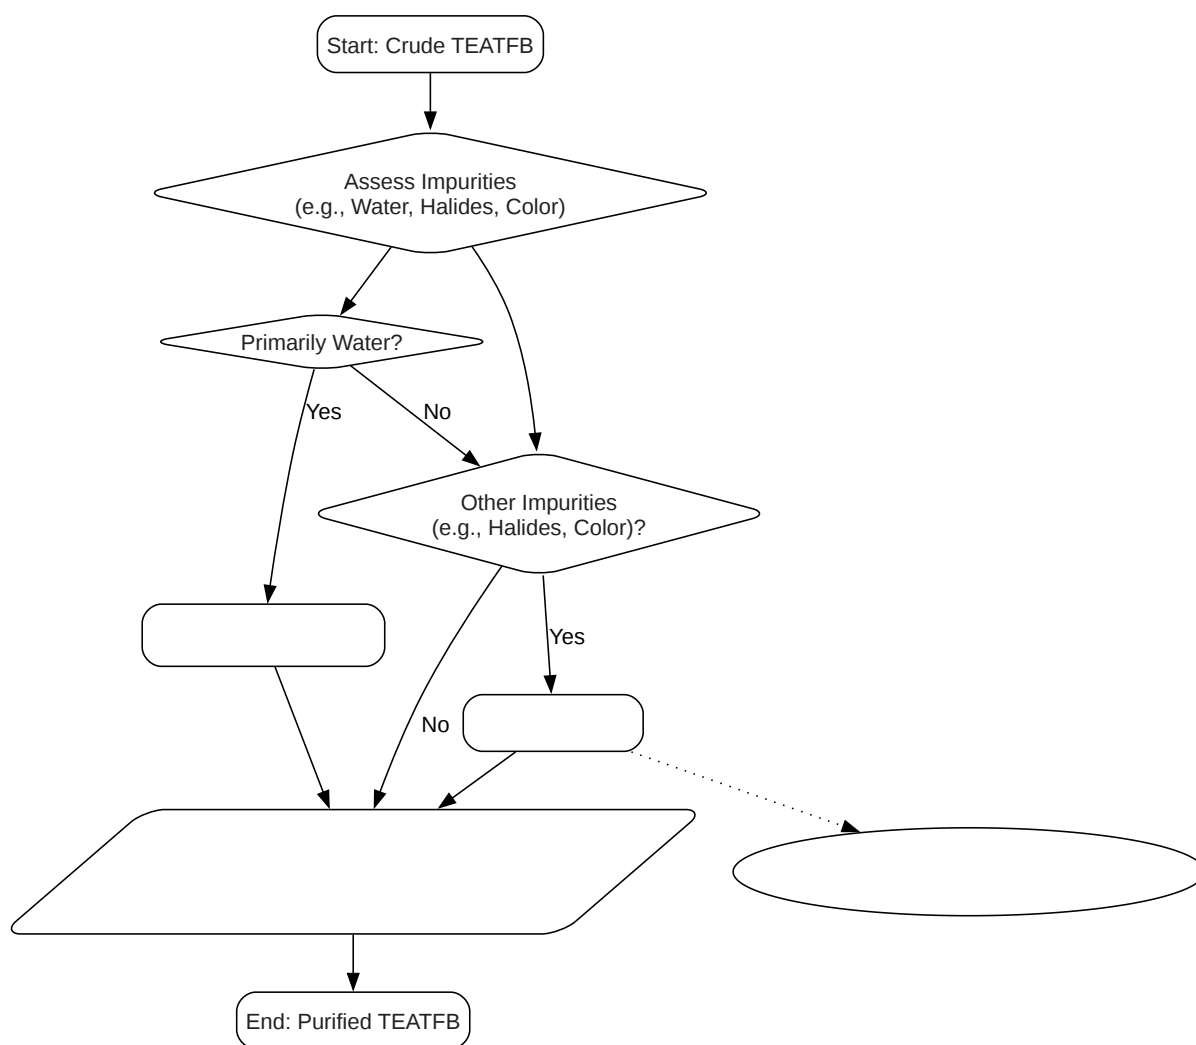 Start: Crude TEATFB
Assess Impurities
(e.g., Water, Halides, Color)
Primarily Water?
Yes
No
Other Impurities
(e.g., Halides, Color)?
Yes
No
End: Purified TEATFB